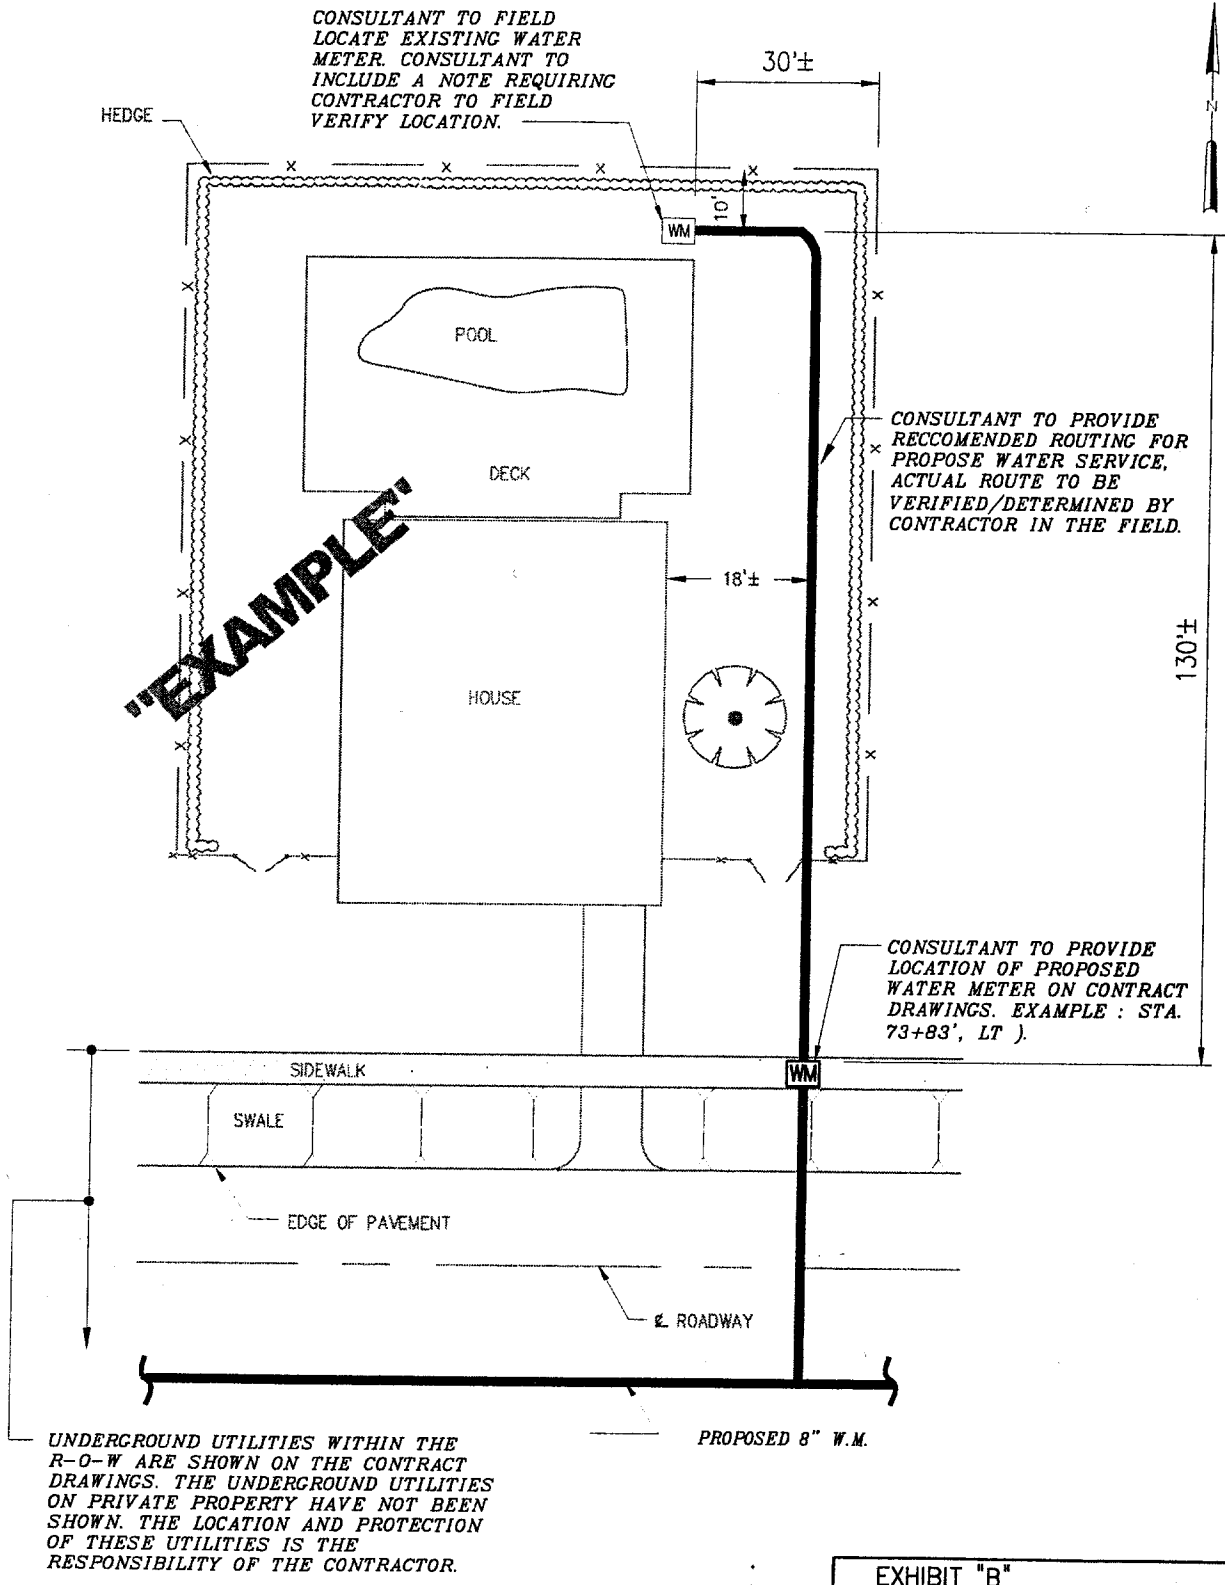 CONSULTANT TO FIELD
LOCATE EXISTING WATER
METER. CONSULTANT TO
INCLUDE A NOTE REQUIRING
CONTRACTOR TO FIELD
VERIFY LOCATION.
30'±
N
HEDGE
10'
WM
POOL
CONSULTANT TO PROVIDE
RECCOMENDED ROUTING FOR
PROPOSE WATER SERVICE,
ACTUAL ROUTE TO BE
VERIFIED/DETERMINED BY
CONTRACTOR IN THE FIELD.
DECK
"EXAMPLE"
18'±
130'±
HOUSE
CONSULTANT TO PROVIDE
LOCATION OF PROPOSED
WATER METER ON CONTRACT
DRAWINGS. EXAMPLE : STA.
73+83', LT ).
SIDEWALK
WM
SWALE
EDGE OF PAVEMENT
℄ ROADWAY
PROPOSED 8" W.M.
UNDERGROUND UTILITIES WITHIN THE
R-O-W ARE SHOWN ON THE CONTRACT
DRAWINGS. THE UNDERGROUND UTILITIES
ON PRIVATE PROPERTY HAVE NOT BEEN
SHOWN. THE LOCATION AND PROTECTION
OF THESE UTILITIES IS THE
RESPONSIBILITY OF THE CONTRACTOR.
EXHIBIT "B"